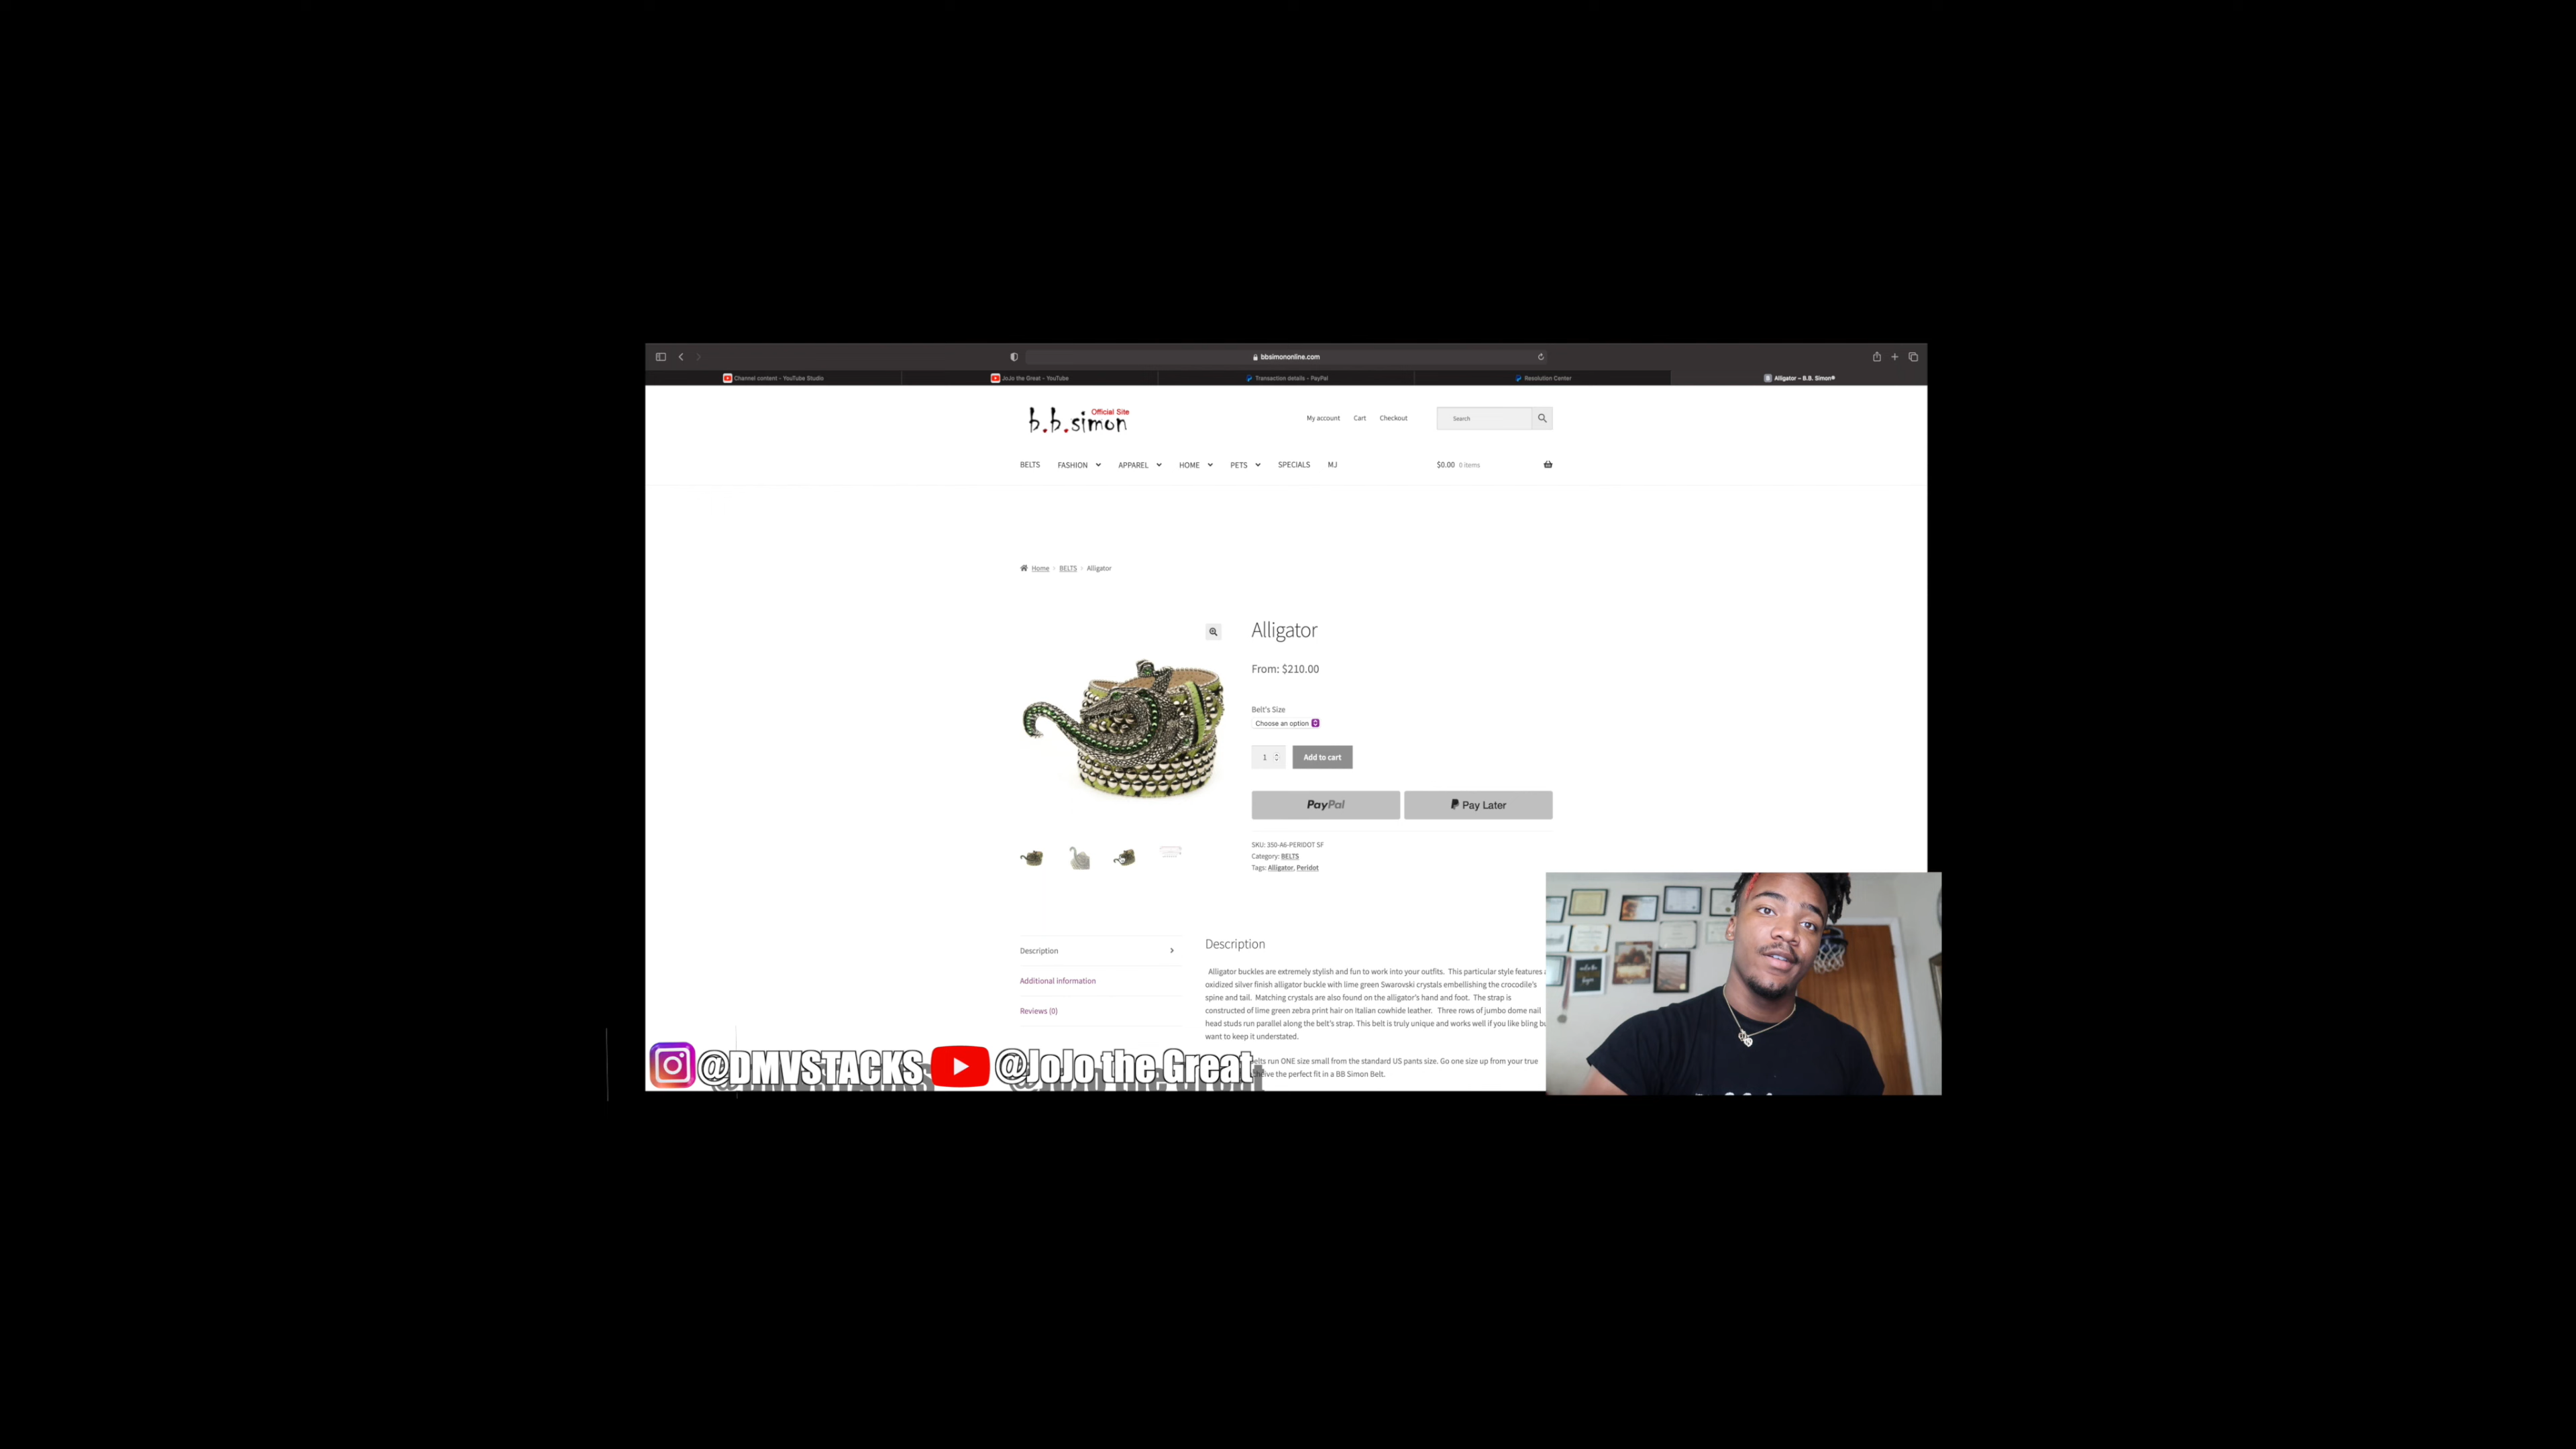 bbsimononline.com
Channel content - YouTube Studio
JoJo the Great - YouTube
Transaction details - PayPal
Resolution Center
Alligator – B.B. Simon®
Official Site
b.b.simon
My account Cart Checkout
Search
BELTS FASHION APPAREL HOME PETS SPECIALS MJ
$0.00 0 items
Home > BELTS > Alligator
Alligator
From: $210.00
Belt's Size
Choose an option
1 Add to cart
PayPal Pay Later
SKU: 350-A6-PERIDOT SF
Category: BELTS
Tags: Alligator, Peridot
Description
Additional information
Reviews (0)
Description
Alligator buckles are extremely stylish and fun to work into your outfits. This particular style features
oxidized silver finish alligator buckle with lime green Swarovski crystals embellishing the crocodile's
spine and tail. Matching crystals are also found on the alligator's hand and foot. The strap is
constructed of lime green zebra print hair on Italian cowhide leather. Three rows of jumbo dome nail
head studs run parallel along the belt's strap. This belt is truly unique and works well if you like bling
want to keep it understated.
run ONE size small from the standard US pants size. Go one size up from your true
the perfect fit in a BB Simon Belt.
@DMVSTACKS @JoJo the Great